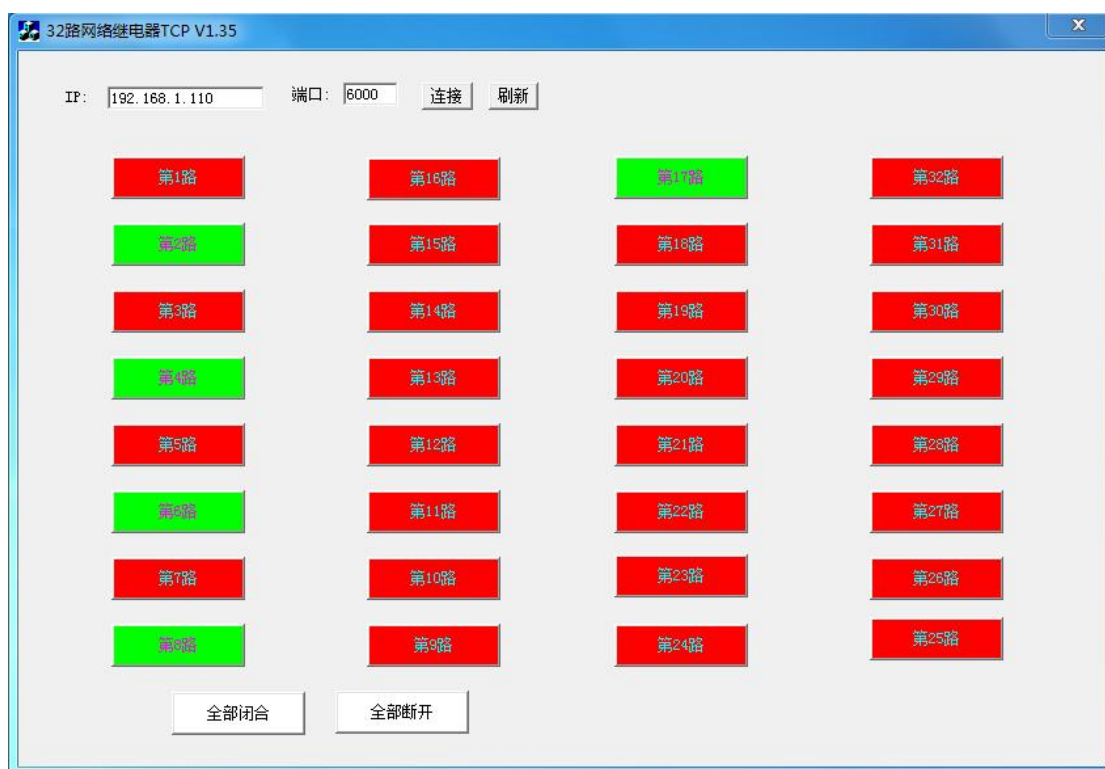 32路网络继电器TCP V1.35
IP: 192.168.1.110 端口: 6000 连接 刷新
第1路 第16路 第17路 第32路
第2路 第15路 第18路 第31路
第3路 第14路 第19路 第30路
第4路 第13路 第20路 第29路
第5路 第12路 第21路 第28路
第6路 第11路 第22路 第27路
第7路 第10路 第23路 第26路
第8路 第9路 第24路 第25路
全部闭合 全部断开